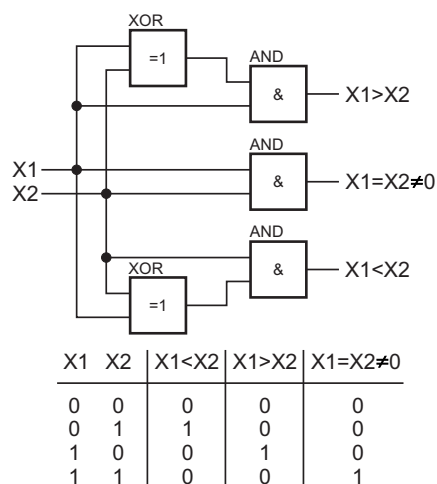 XOR
=1
AND
&
X1>X2
AND
X1
&
X1=X2≠0
X2
AND
&
X1<X2
XOR
=1
X1 X2 X1<X2 X1>X2 X1=X2≠0
0 0 0 0 0
0 1 1 0 0
1 0 0 1 0
1 1 0 0 1